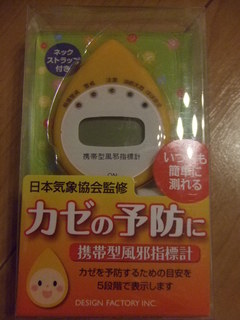 ネック
ストラップ
付き
携帯型風邪指標計
ON
いつでも
簡単に
測れる
日本気象協会監修
カゼの予防に
携帯型風邪指標計
カゼを予防するための目安を
5段階で表示します
DESIGN FACTORY INC.